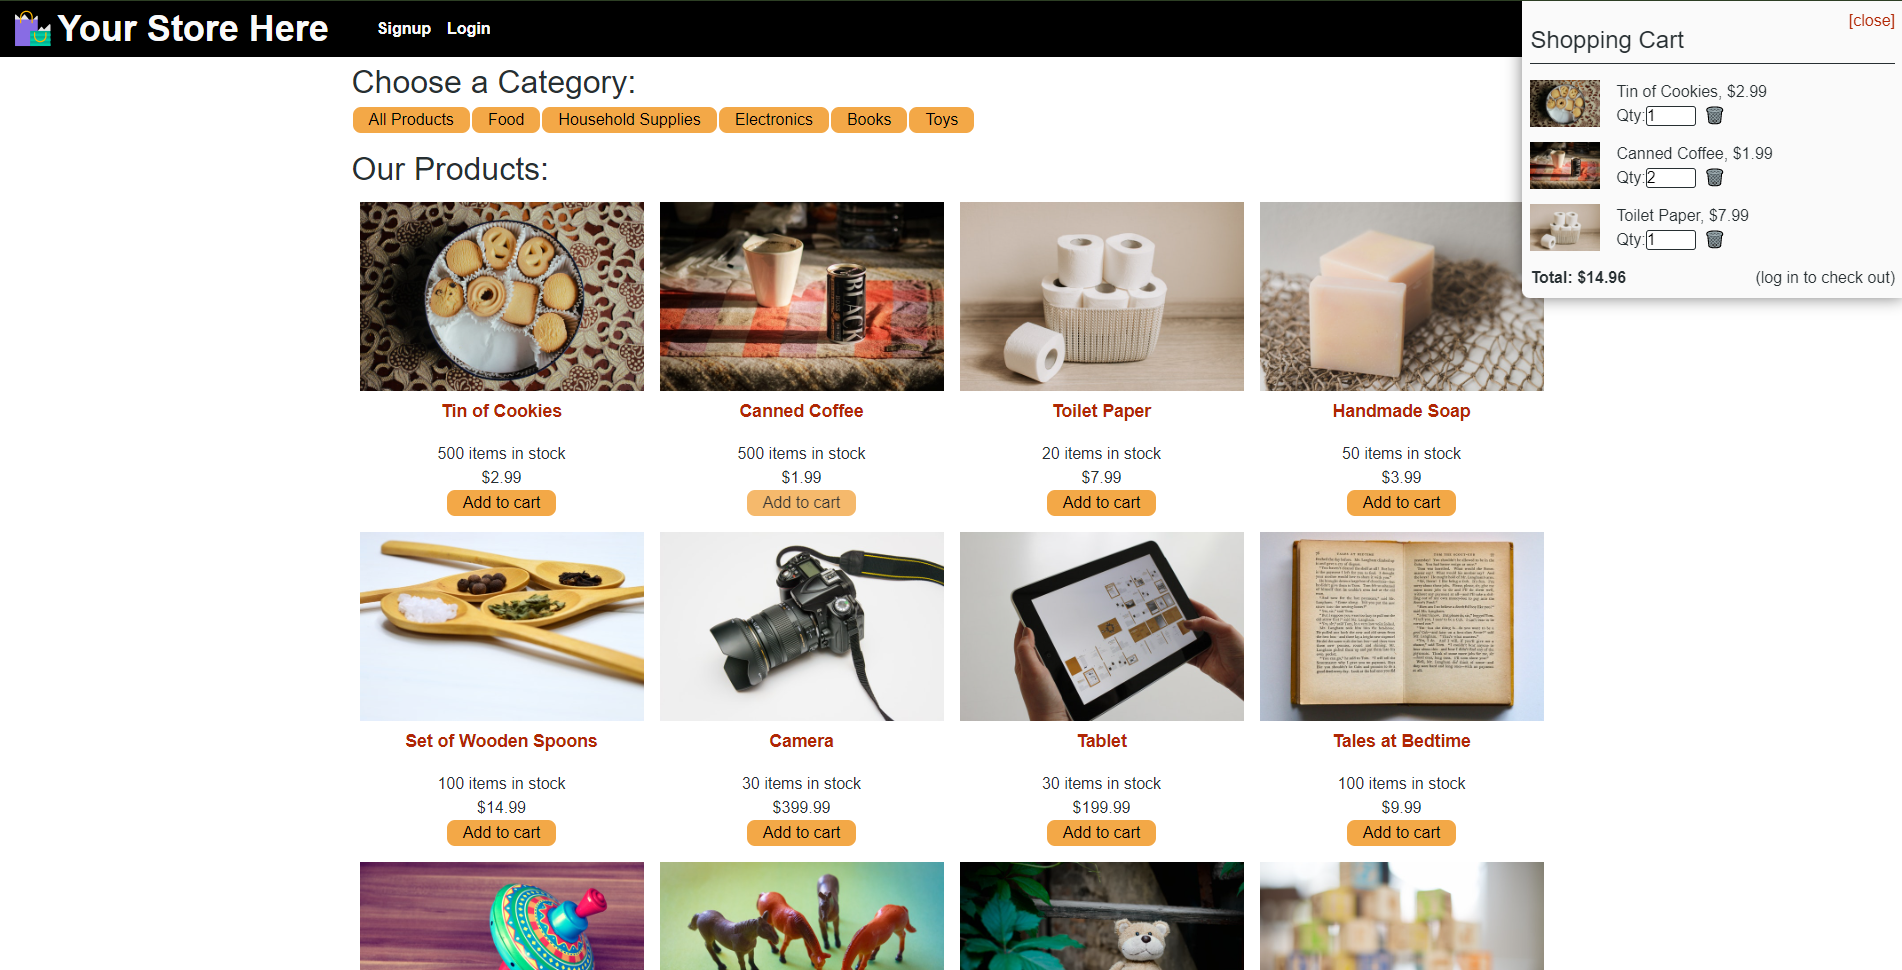 Your Store Here
Signup Login
[close]
Shopping Cart
Tin of Cookies, $2.99
Qty:1
Canned Coffee, $1.99
Qty:2
Toilet Paper, $7.99
Qty:1
Total: $14.96 (log in to check out)
Choose a Category:
All Products Food Household Supplies Electronics Books Toys
Our Products:
BLACK
Tin of Cookies
500 items in stock
$2.99
Add to cart
Canned Coffee
500 items in stock
$1.99
Add to cart
Toilet Paper
20 items in stock
$7.99
Add to cart
Handmade Soap
50 items in stock
$3.99
Add to cart
Set of Wooden Spoons
100 items in stock
$14.99
Add to cart
Camera
30 items in stock
$399.99
Add to cart
Tablet
30 items in stock
$199.99
Add to cart
Tales at Bedtime
100 items in stock
$9.99
Add to cart